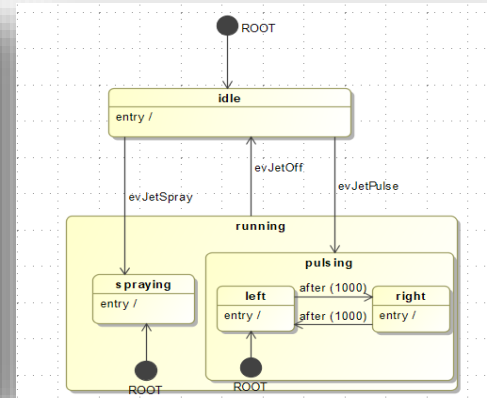 ROOT
idle
entry /
evJetOff
evJetPulse
evJetSpray
running
pulsing
spraying
entry /
left
entry /
after (1000)
after (1000)
right
entry /
ROOT
ROOT